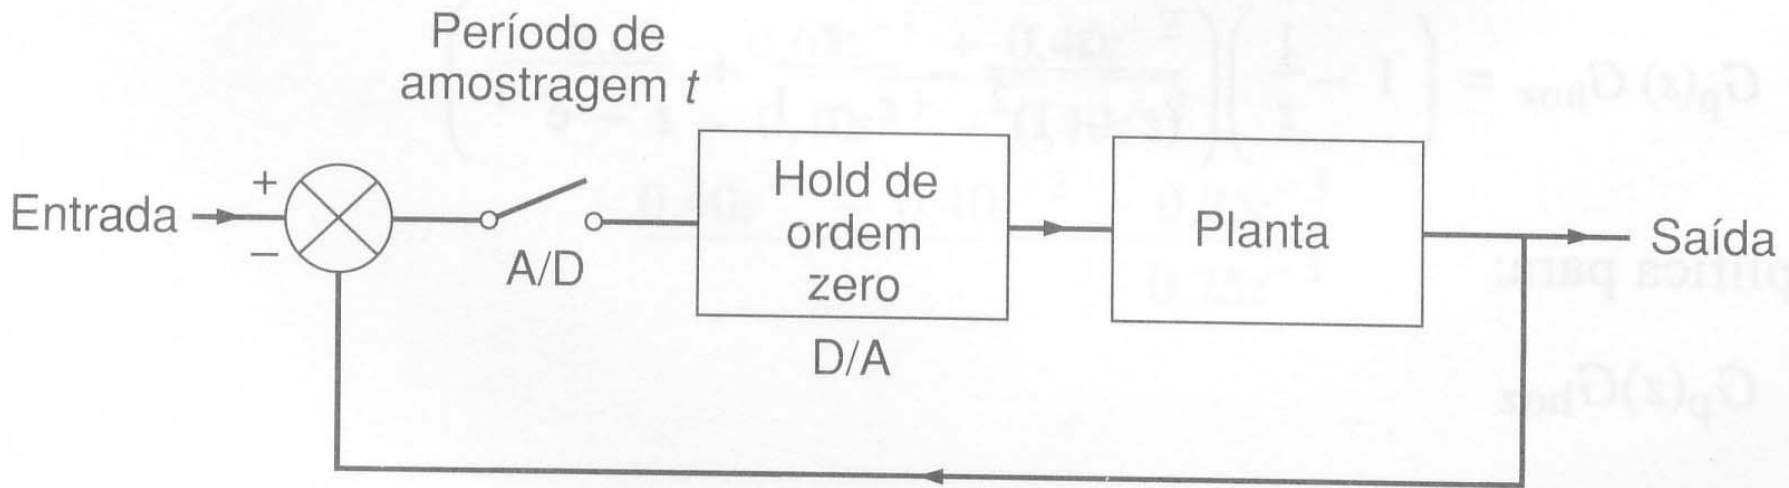 Período de
amostragem t
Entrada
+
−
A/D
Hold de
ordem
zero
D/A
Planta
Saída